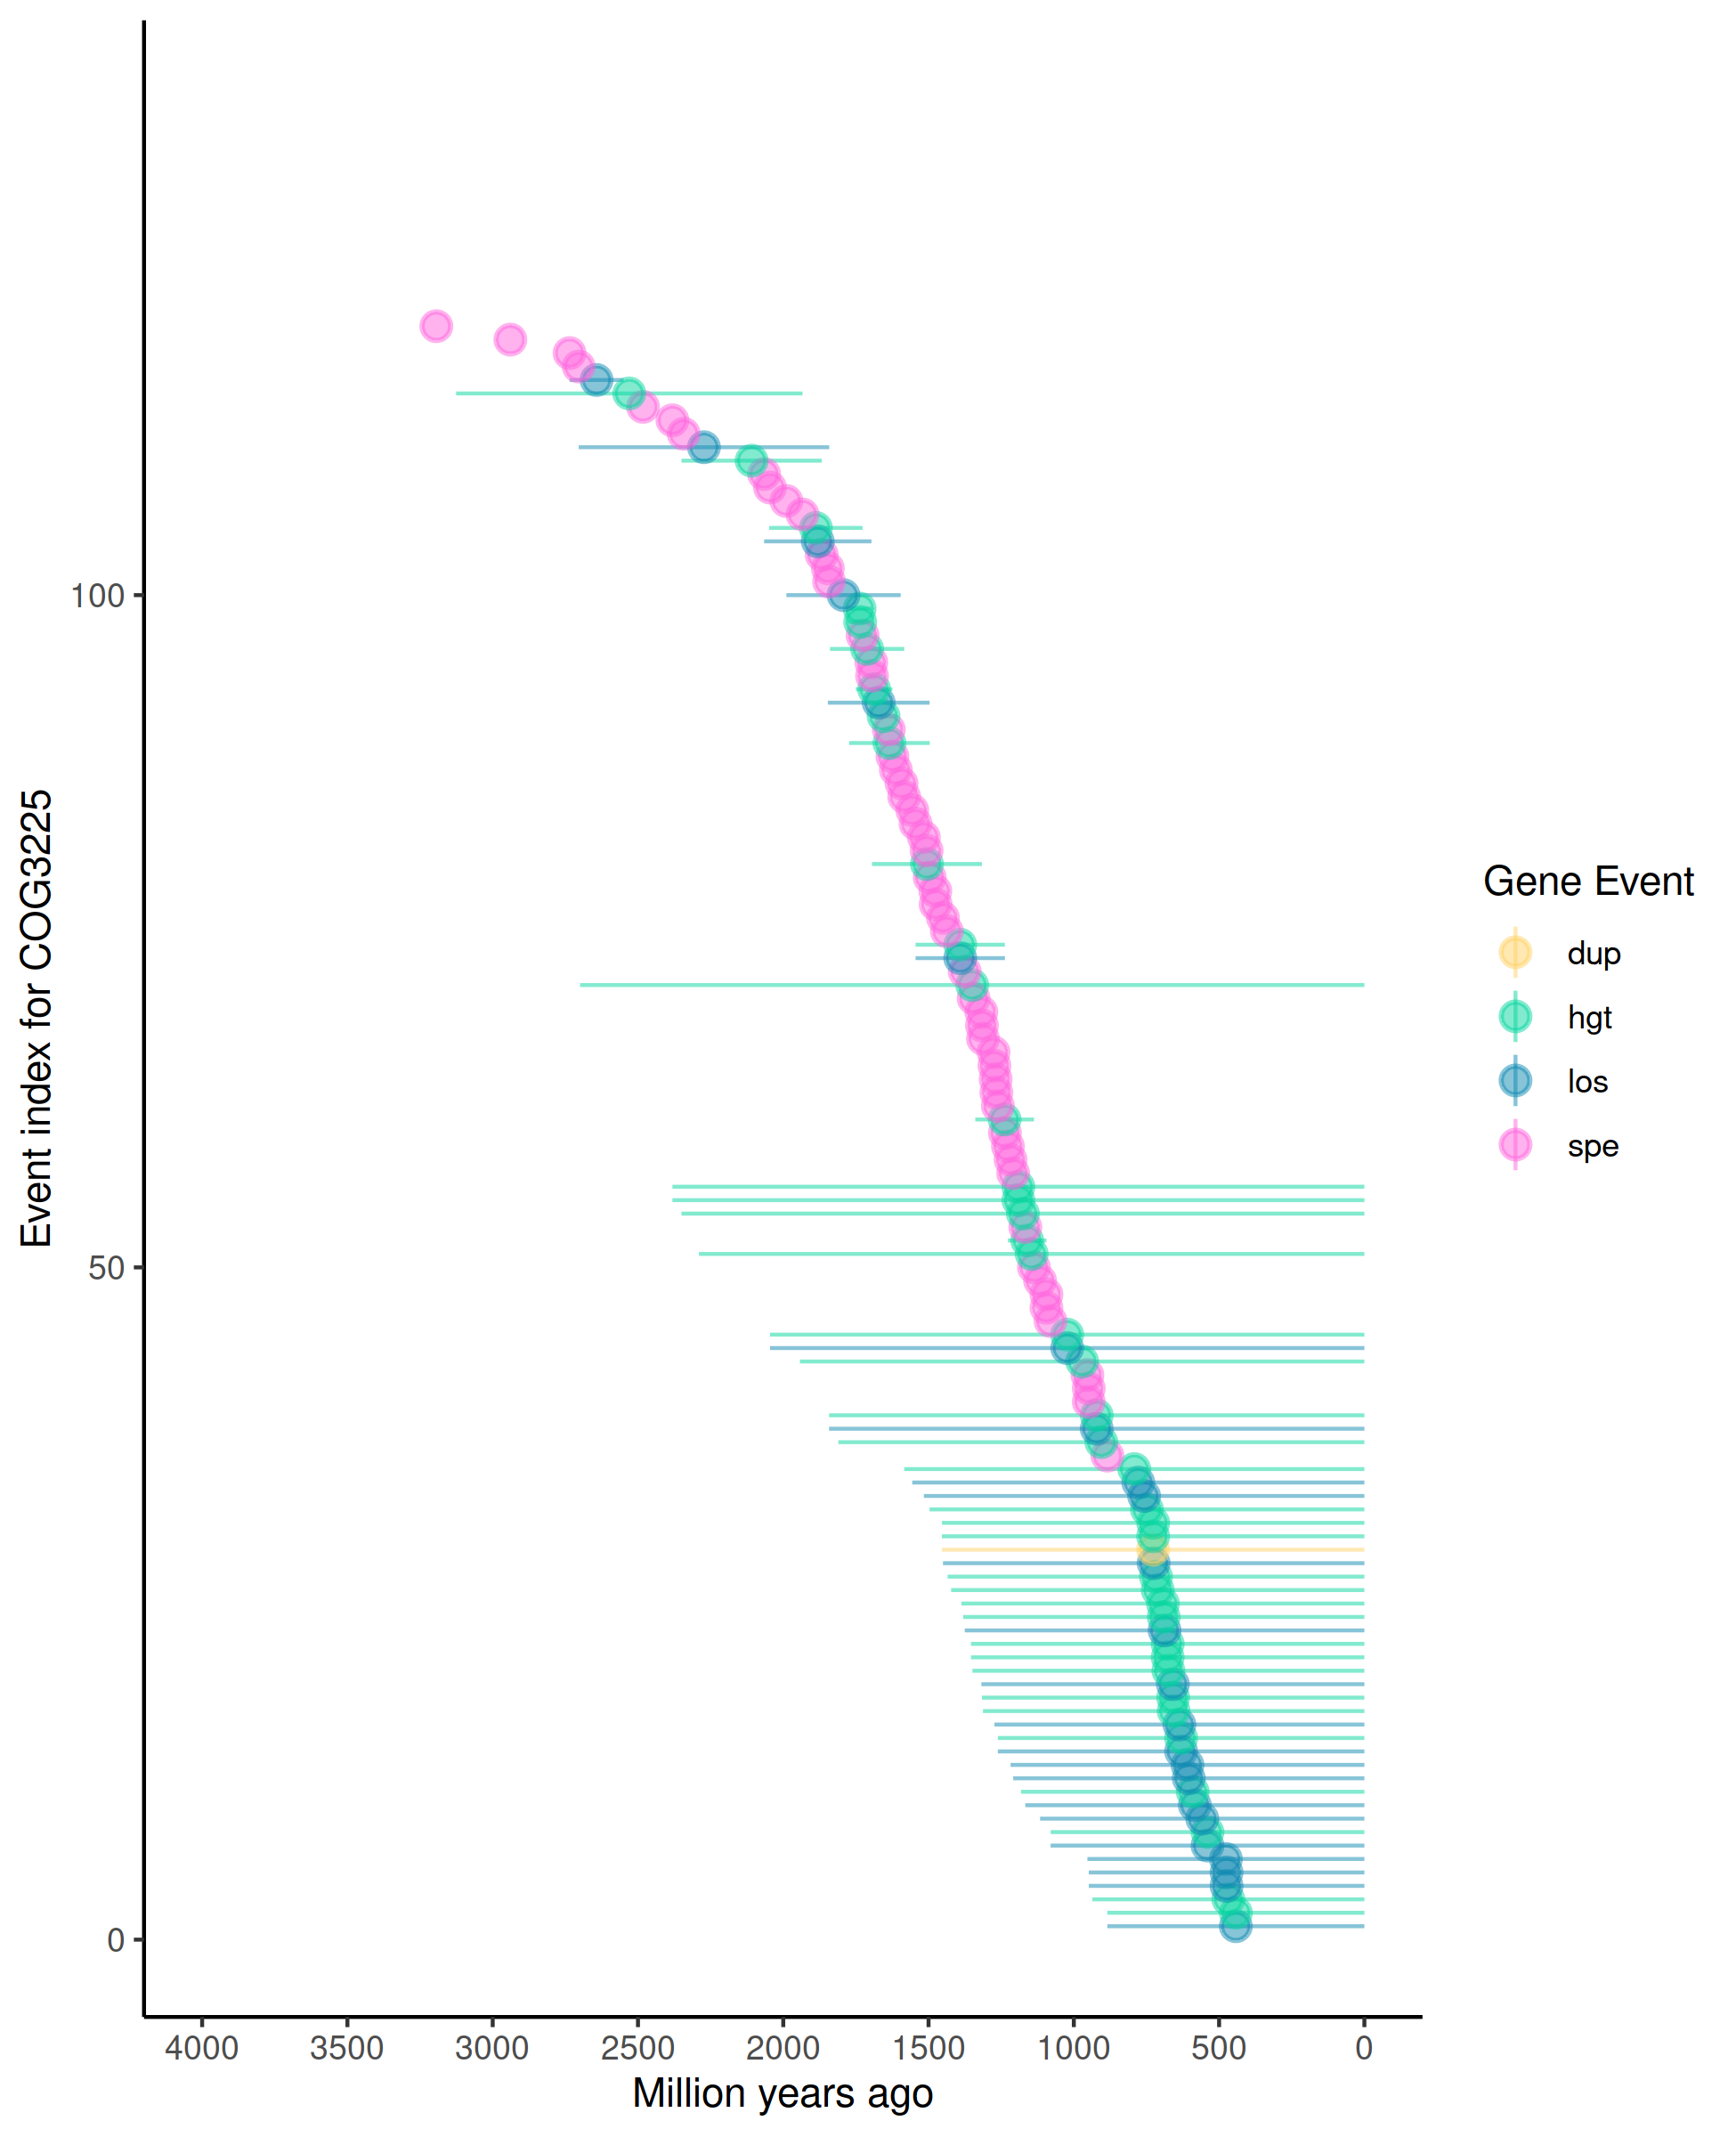 Event index for COG3225
100
50
0
4000 3500 3000 2500 2000 1500 1000 500 0
Million years ago
Gene Event
dup
hgt
los
spe